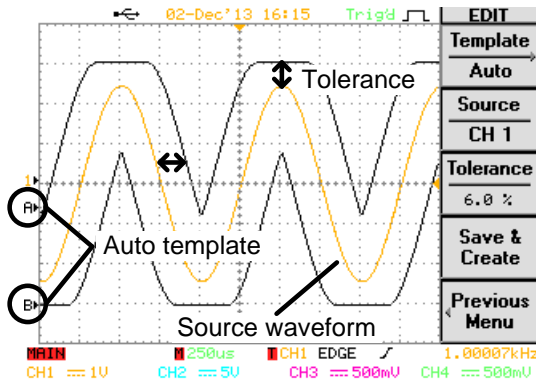 02-Dec'13 16:15 Trig'd EDIT
Template
Auto
Source
CH 1
Tolerance
6.0 %
Save &
Create
Previous
Menu
Tolerance
1
A
Auto template
B
Source waveform
MAIN M 250us T CH1 EDGE 1.00007kHz
CH1 1V CH2 5V CH3 500mV CH4 500mV